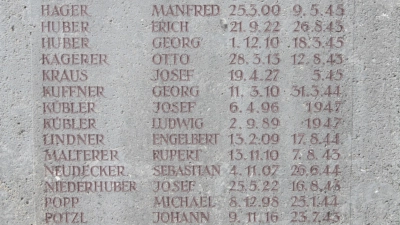 HAGER MANFRED 25.3.00 9.5.45
HUBER ERICH 21.9.22 26.8.43
HUBER GEORG 1.12.10 18.3.45
KAGERER OTTO 28.3.13 12.8.43
KRAUS JOSEF 19.4.27 5.45
KUFFNER GEORG 11.3.10 31.3.44
KÜBLER JOSEF 6.4.96 1947
KÜBLER LUDWIG 2.9.89 1947
LINDNER ENGELBERT 13.2.09 17.8.44
MALTERER RUPERT 13.11.10 7.8.43
NEUDECKER SEBASTIAN 4.11.07 26.6.44
NIEDERHUBER JOSEF 25.5.22 16.8.43
POPP MICHAEL 8.12.98 25.1.44
POTZL JOHANN 9.11.16 23.7.43